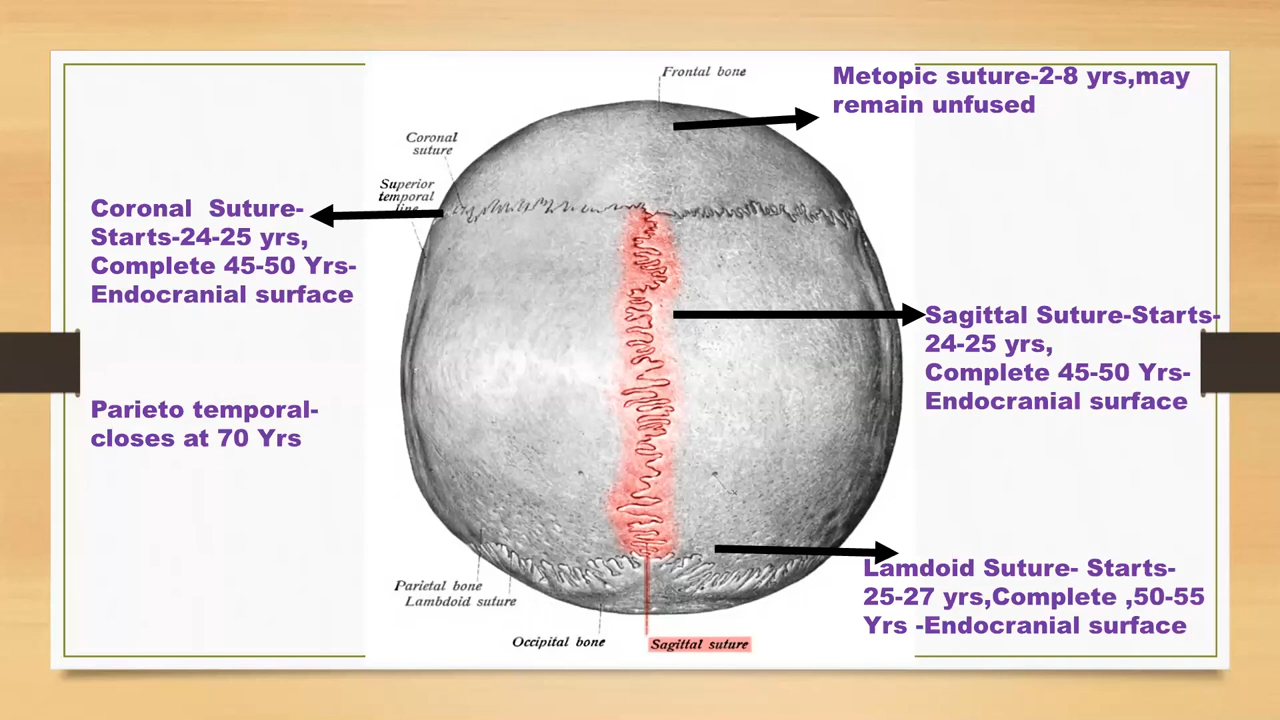 Frontal bone
Metopic suture-2-8 yrs,may
remain unfused
Coronal
suture
Superior
temporal
line
Coronal  Suture-
Starts-24-25 yrs,
Complete 45-50 Yrs-
Endocranial surface
Sagittal Suture-Starts-
24-25 yrs,
Complete 45-50 Yrs-
Endocranial surface
Parieto temporal-
closes at 70 Yrs
Lamdoid Suture- Starts-
25-27 yrs,Complete ,50-55
Yrs -Endocranial surface
Parietal bone
Lambdoid suture
Occipital bone
Sagittal suture